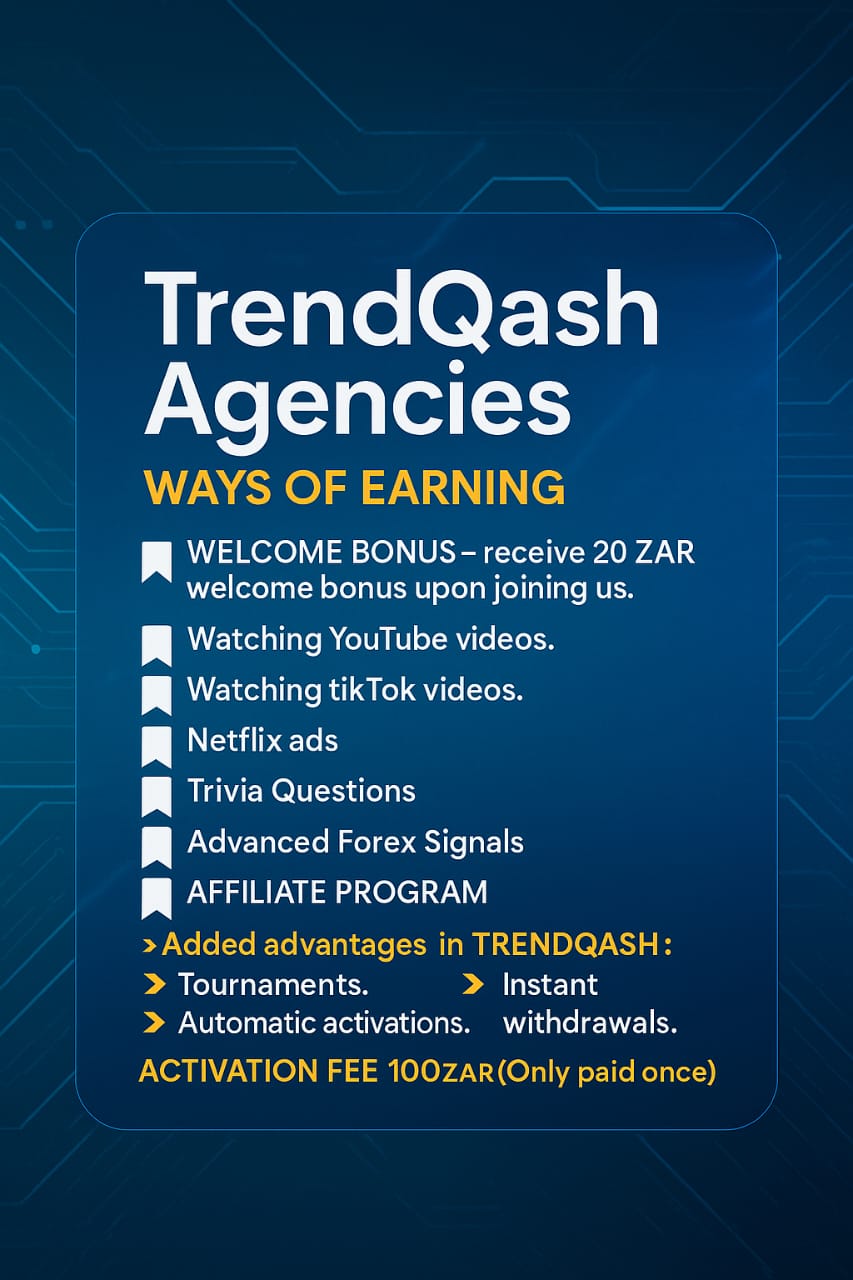 TrendQash
Agencies
WAYS OF EARNING
WELCOME BONUS – receive 20 ZAR
welcome bonus upon joining us.
Watching YouTube videos.
Watching tikTok videos.
Netflix ads
Trivia Questions
Advanced Forex Signals
AFFILIATE PROGRAM
> Added advantages in TRENDQASH:
Tournaments.
Automatic activations.
Instant
withdrawals.
ACTIVATION FEE 100ZAR (Only paid once)